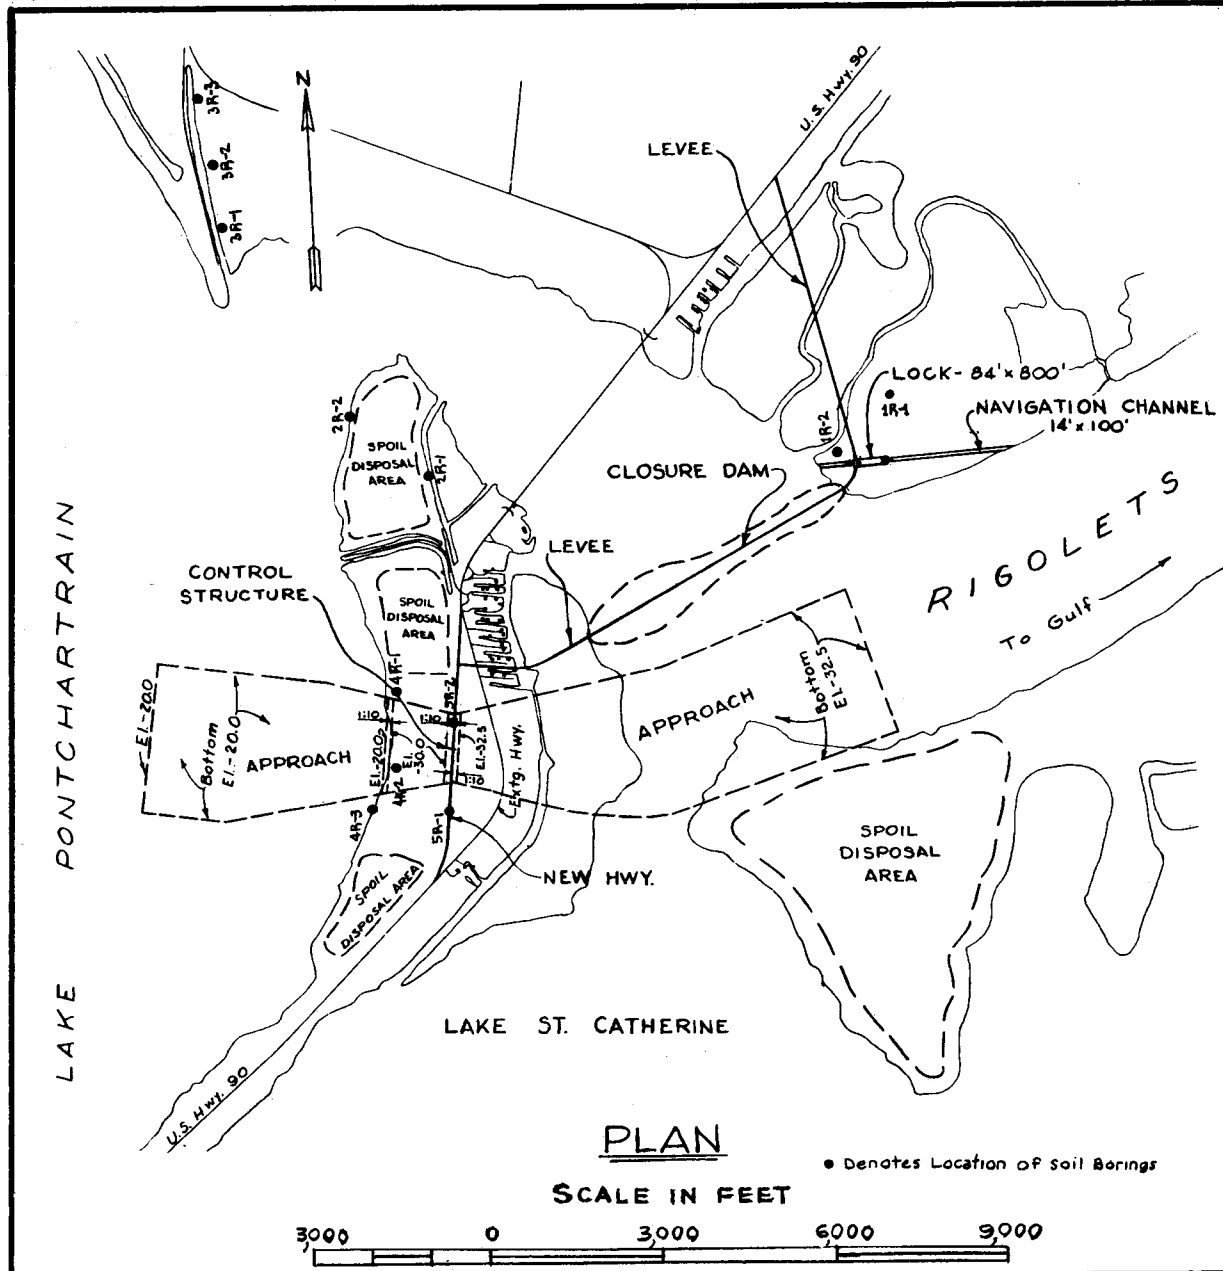 N
3R-3
3R-2
3R-1
U.S. Hwy. 90
LEVEE
LOCK- 84'x 800'
1R-1
1R-2
NAVIGATION CHANNEL
14'x 100'
2R-2
SPOIL
DISPOSAL
AREA
2R-1
CLOSURE DAM
LEVEE
CONTROL
STRUCTURE
SPOIL
DISPOSAL
AREA
RIGOLETS
To Gulf
LAKE PONTCHARTRAIN
4R-1
5R-2
El.-20.0
Bottom
El.-20.0
APPROACH
1:10
1:10
El.-20.0
El.
-30.0
El.-32.5
1:10
APPROACH
Bottom
El.-32.5
4R-2
4R-3
5R-1
Extg. Hwy.
NEW HWY.
SPOIL
DISPOSAL AREA
SPOIL
DISPOSAL
AREA
LAKE ST. CATHERINE
U.S. Hwy. 90
PLAN
• Denotes Location of Soil Borings
SCALE IN FEET
3,000 0 3,000 6,000 9,000